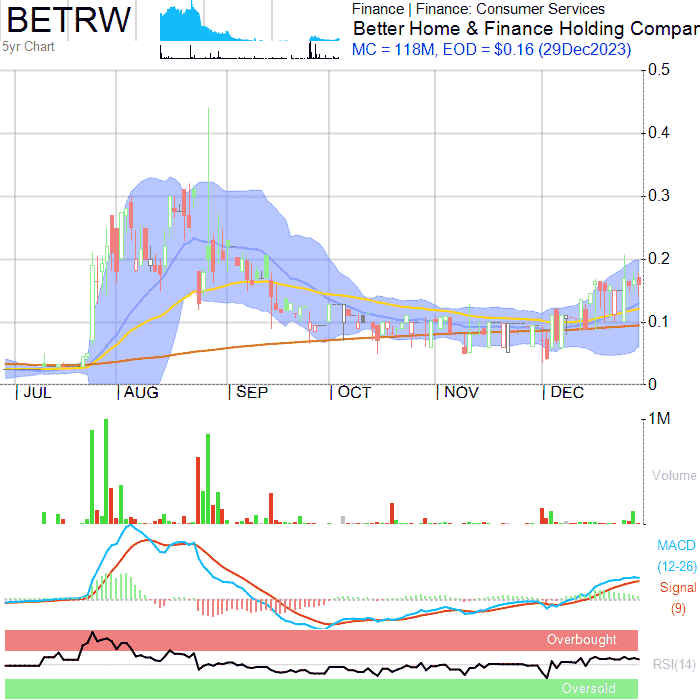 BETRW
5yr Chart
Finance | Finance: Consumer Services
Better Home & Finance Holding Compan
MC = 118M, EOD = $0.16 (29Dec2023)
0.5
0.4
0.3
0.2
0.1
0
JUL AUG SEP OCT NOV DEC
1M
Volume
MACD
(12-26)
Signal
(9)
Overbought
RSI(14)
Oversold